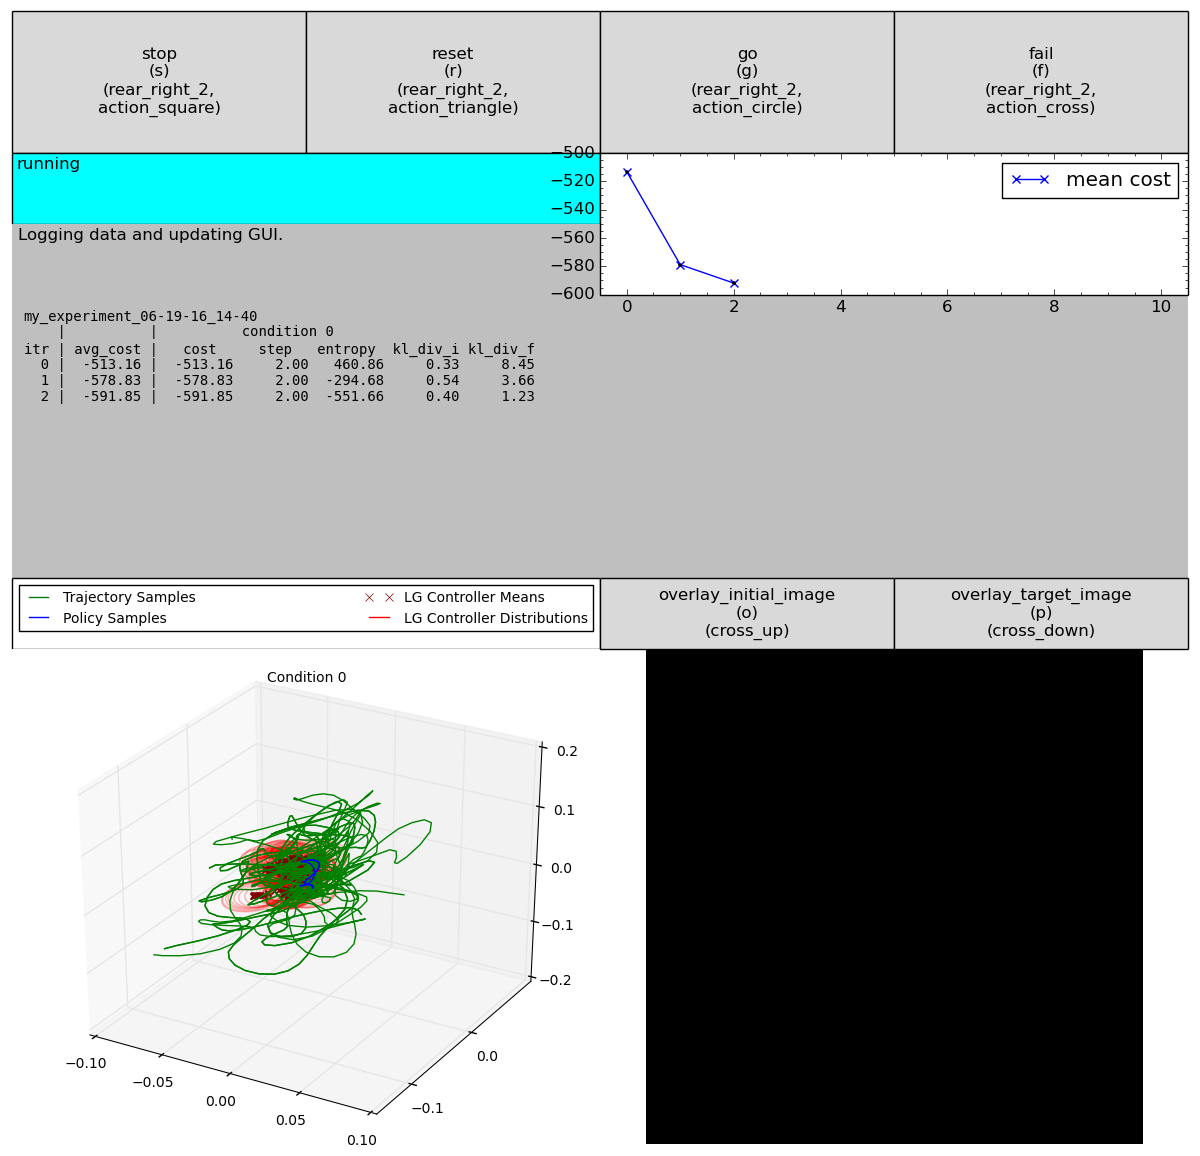 stop
(s)
(rear_right_2,
action_square)
reset
(r)
(rear_right_2,
action_triangle)
go
(g)
(rear_right_2,
action_circle)
fail
(f)
(rear_right_2,
action_cross)
running
Logging data and updating GUI.
−500
−520
−540
−560
−580
−600
0 2 4 6 8 10
mean cost
my_experiment_06-19-16_14-40
| | condition 0
itr | avg_cost | cost step entropy kl_div_i kl_div_f
0 | -513.16 | -513.16 2.00 460.86 0.33 8.45
1 | -578.83 | -578.83 2.00 -294.68 0.54 3.66
2 | -591.85 | -591.85 2.00 -551.66 0.40 1.23
Trajectory Samples
Policy Samples
LG Controller Means
LG Controller Distributions
overlay_initial_image
(o)
(cross_up)
overlay_target_image
(p)
(cross_down)
Condition 0
0.2
0.1
0.0
−0.1
−0.2
0.0
−0.1
−0.10
−0.05
0.00
0.05
0.10